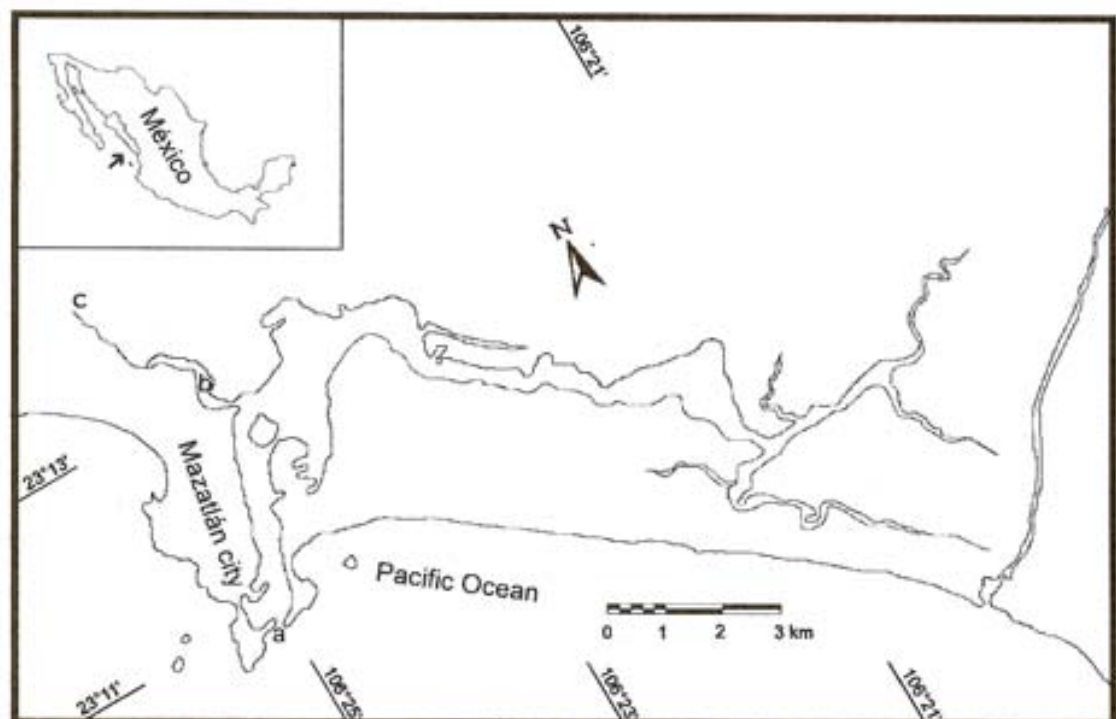 México
106°21'
N
c
b
Mazatlán city
23°13'
Pacific Ocean
a
0 1 2 3 km
23°11'
106°25'
106°23'
106°21'